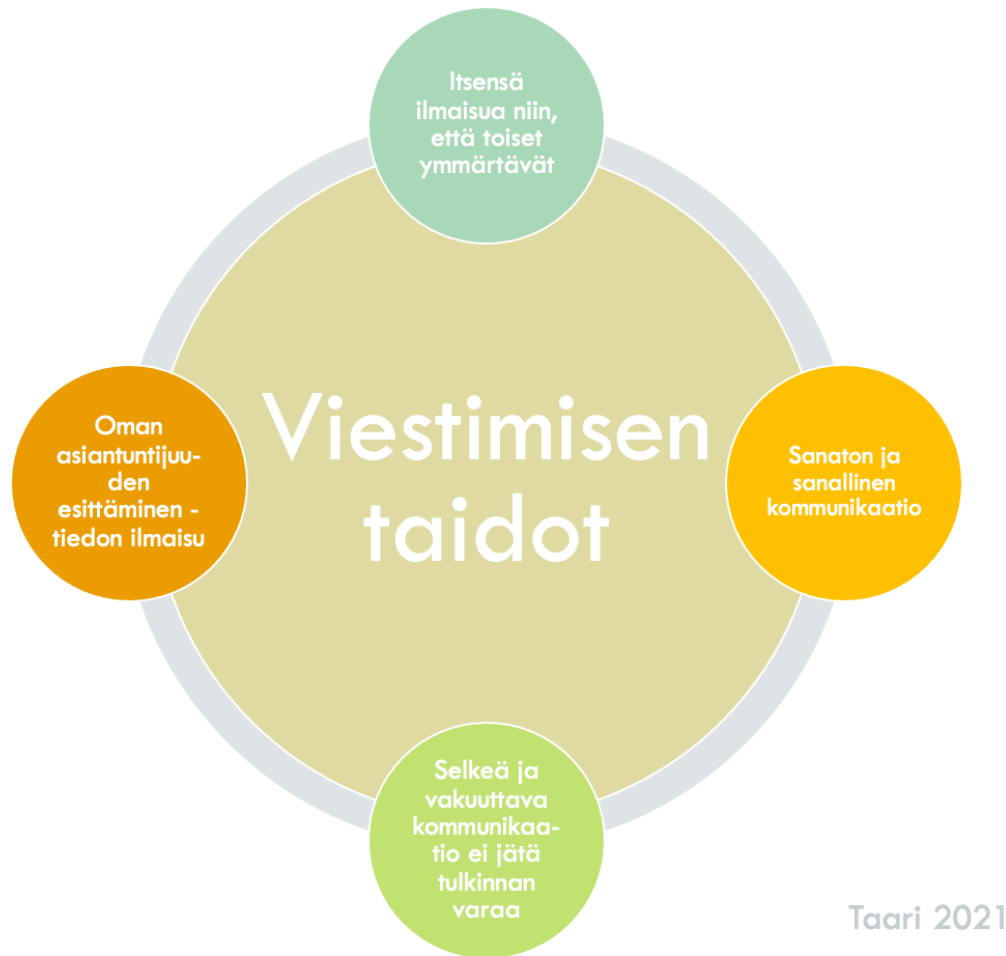 Itsensä
ilmaisua niin,
että toiset
ymmärtävät
Viestimisen
taidot
Oman
asiantuntijuu-
den
esittäminen -
tiedon ilmaisu
Sanaton ja
sanallinen
kommunikaatio
Selkeä ja
vakuuttava
kommunikaa-
tio ei jätä
tulkinnan
varaa
Taari 2021